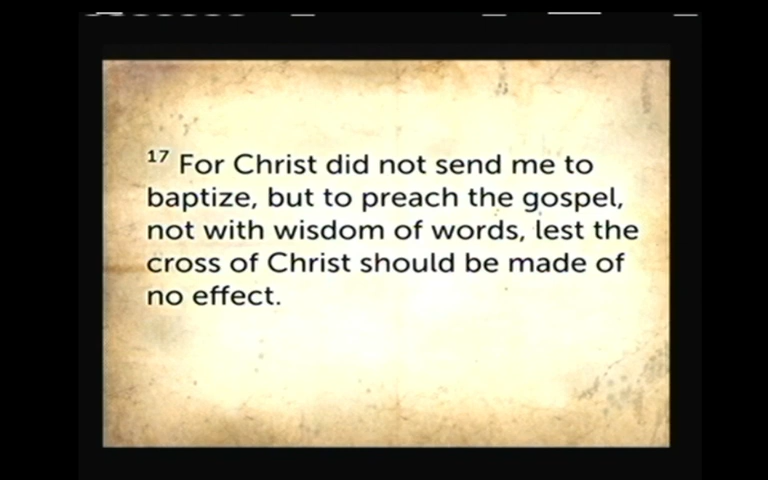 17 For Christ did not send me to
baptize, but to preach the gospel,
not with wisdom of words, lest the
cross of Christ should be made of
no effect.